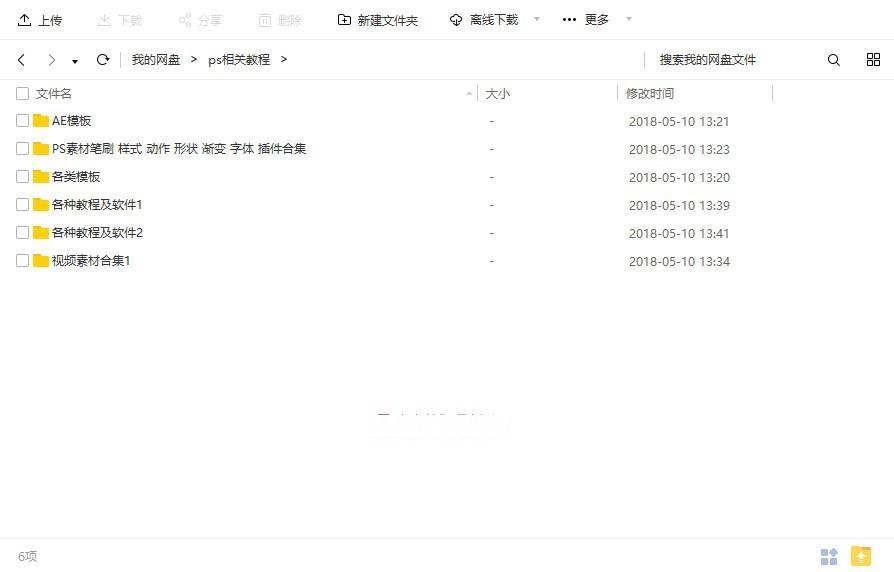 上传 下载 分享 删除 新建文件夹 离线下载 更多
我的网盘 > ps相关教程 > 搜索我的网盘文件
文件名 大小 修改时间
AE模板 - 2018-05-10 13:21
PS素材笔刷 样式 动作 形状 渐变 字体 插件合集 - 2018-05-10 13:23
各类模板 - 2018-05-10 13:20
各种教程及软件1 - 2018-05-10 13:39
各种教程及软件2 - 2018-05-10 13:41
视频素材合集1 - 2018-05-10 13:34
6项